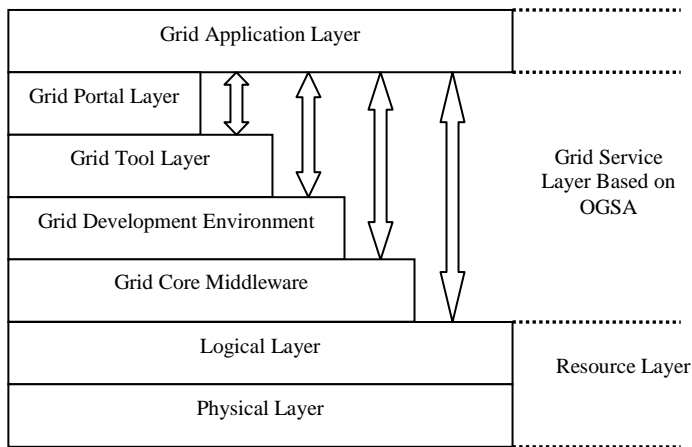 Grid Application Layer
Grid Portal Layer
Grid Tool Layer
Grid Development Environment
Grid Core Middleware
Logical Layer
Physical Layer
Grid Service
Layer Based on
OGSA
Resource Layer